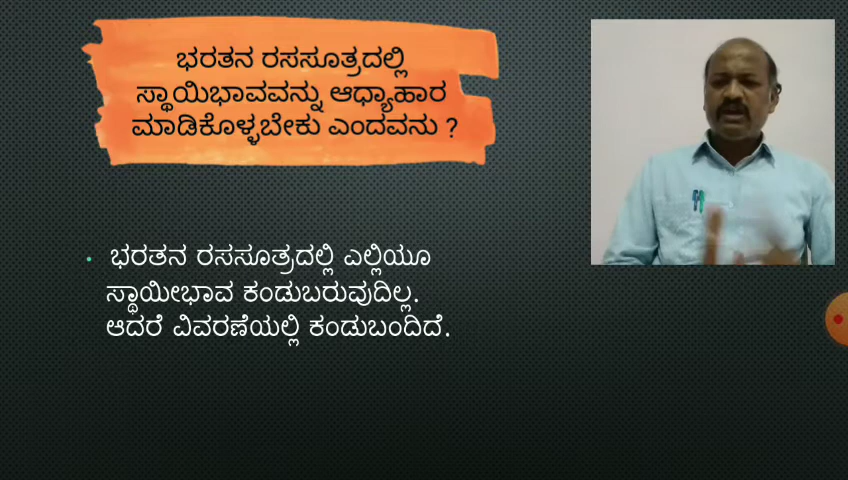 ಭರತನ ರಸಸೂತ್ರದಲ್ಲಿ
ಸ್ಥಾಯಿಭಾವವನ್ನು ಆಧ್ಯಾಹಾರ
ಮಾಡಿಕೊಳ್ಳಬೇಕು ಎಂದವನು ?
• ಭರತನ ರಸಸೂತ್ರದಲ್ಲಿ ಎಲ್ಲಿಯೂ
ಸ್ಥಾಯೀಭಾವ ಕಂಡುಬರುವುದಿಲ್ಲ.
ಆದರೆ ವಿವರಣೆಯಲ್ಲಿ ಕಂಡುಬಂದಿದೆ.